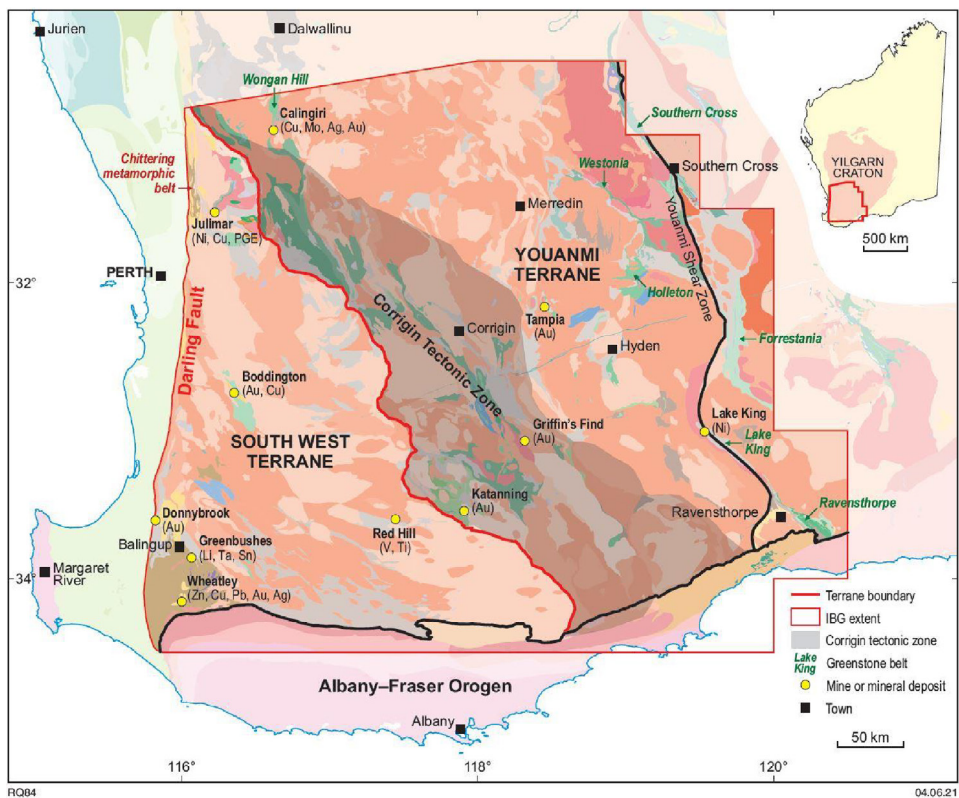 Jurien
Dalwallinu
Wongan Hill
Calingiri
(Cu, Mo, Ag, Au)
Southern Cross
Chittering
metamorphic
belt
Westonia
Southern Cross
YILGARN
CRATON
500 km
Julimar
(Ni, Cu, PGE)
Merredin
Youanmi Shear Zone
YOUANMI
TERRANE
PERTH
32°
Holleton
Corrigin Tectonic Zone
Tampia
(Au)
Corrigin
Hyden
Forrestania
Darling Fault
Boddington
(Au, Cu)
SOUTH WEST
TERRANE
Griffin's Find
(Au)
Lake King
(Ni)
Lake
King
Katanning
(Au)
Ravensthorpe
Ravensthorpe
Donnybrook
(Au)
Red Hill
(V, Ti)
Balingup
Greenbushes
(Li, Ta, Sn)
34°
Margaret
River
Wheatley
(Zn, Cu, Pb, Au, Ag)
Albany–Fraser Orogen
Albany
Terrane boundary
IBG extent
Corrigin tectonic zone
Lake
King
Greenstone belt
Mine or mineral deposit
Town
50 km
116°
118°
120°
RQ84
04.06.21